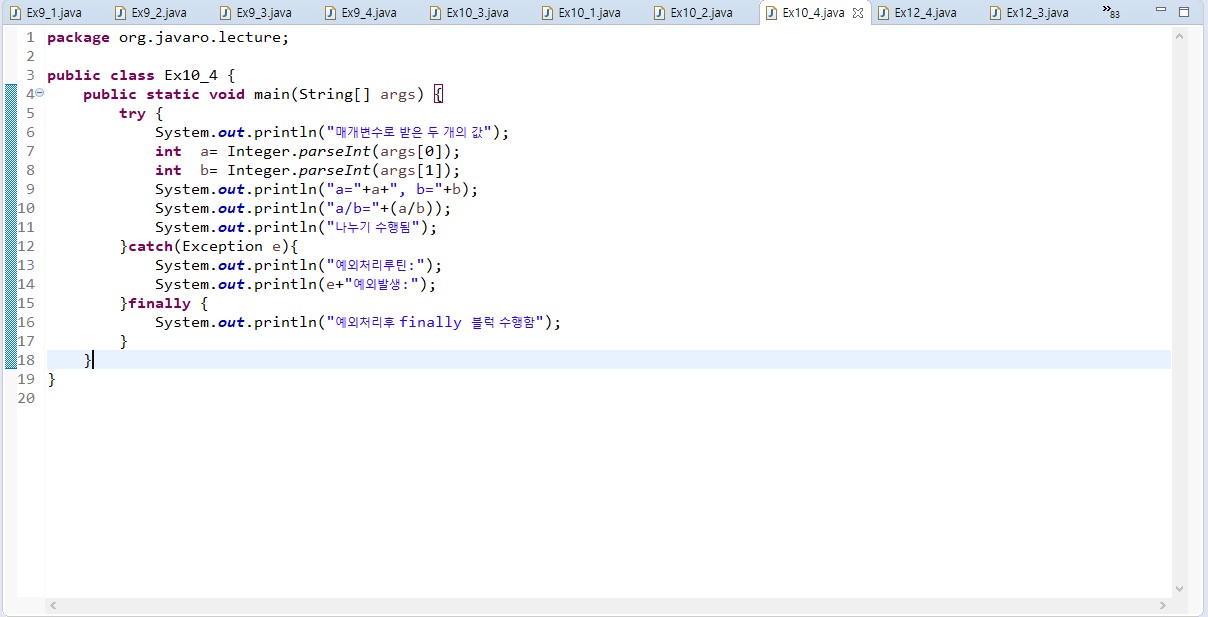 Ex9_1.java Ex9_2.java Ex9_3.java Ex9_4.java Ex10_3.java Ex10_1.java Ex10_2.java Ex10_4.java Ex12_4.java Ex12_3.java »83
1 package org.javaro.lecture;
2
3 public class Ex10_4 {
4 public static void main(String[] args) {
5 try {
6 System.out.println("매개변수로 받은 두 개의 값");
7 int  a= Integer.parseInt(args[0]);
8 int  b= Integer.parseInt(args[1]);
9 System.out.println("a="+a+", b="+b);
10 System.out.println("a/b="+(a/b));
11 System.out.println("나누기 수행됨");
12 }catch(Exception e){
13 System.out.println("예외처리루틴:");
14 System.out.println(e+"예외발생:");
15 }finally {
16 System.out.println("예외처리후 finally 블럭 수행함");
17 }
18 }
19 }
20